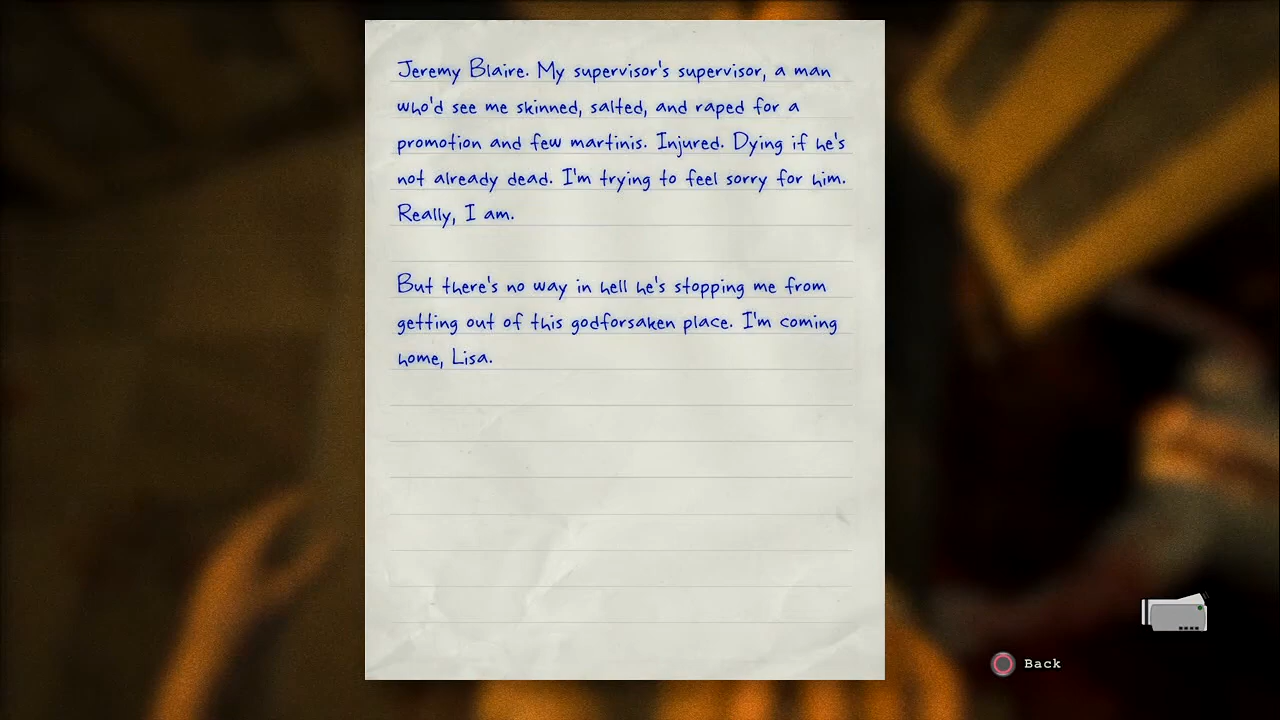 Jeremy Blaire. My supervisor's supervisor, a man
who'd see me skinned, salted, and raped for a
promotion and few martinis. Injured. Dying if he's
not already dead. I'm trying to feel sorry for him.
Really, I am.
But there's no way in hell he's stopping me from
getting out of this godforsaken place. I'm coming
home, Lisa.
Back